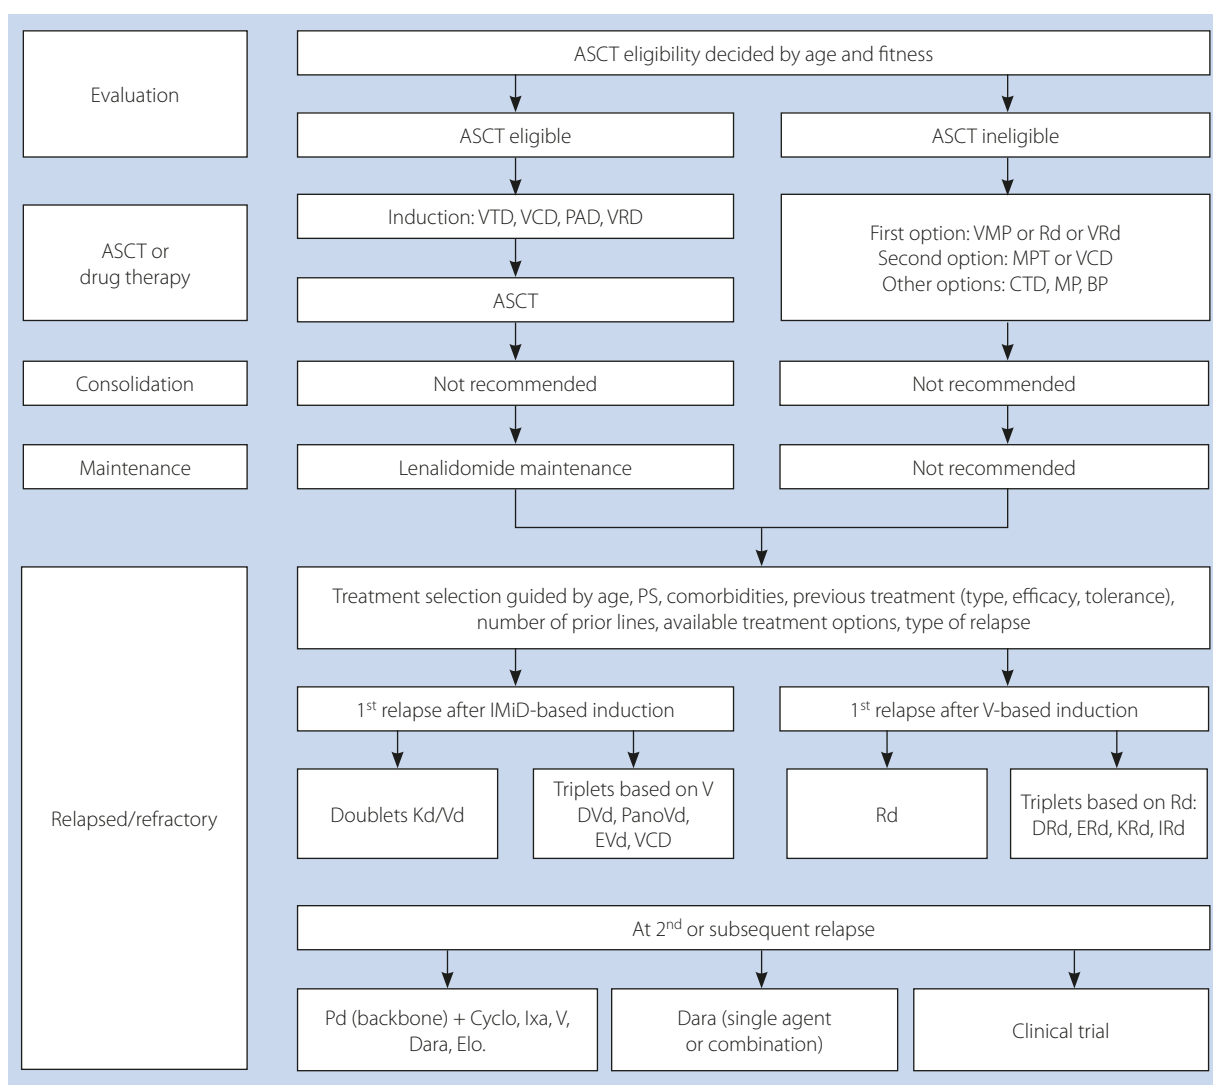 Evaluation
ASCT eligibility decided by age and fitness
ASCT eligible
ASCT ineligible
ASCT or
drug therapy
Induction: VTD, VCD, PAD, VRD
ASCT
First option: VMP or Rd or VRd
Second option: MPT or VCD
Other options: CTD, MP, BP
Consolidation
Not recommended
Not recommended
Maintenance
Lenalidomide maintenance
Not recommended
Relapsed/refractory
Treatment selection guided by age, PS, comorbidities, previous treatment (type, efficacy, tolerance),
number of prior lines, available treatment options, type of relapse
1st relapse after IMiD-based induction
1st relapse after V-based induction
Doublets Kd/Vd
Triplets based on V
DVd, PanoVd,
EVd, VCD
Rd
Triplets based on Rd:
DRd, ERd, KRd, IRd
At 2nd or subsequent relapse
Pd (backbone) + Cyclo, Ixa, V,
Dara, Elo.
Dara (single agent
or combination)
Clinical trial